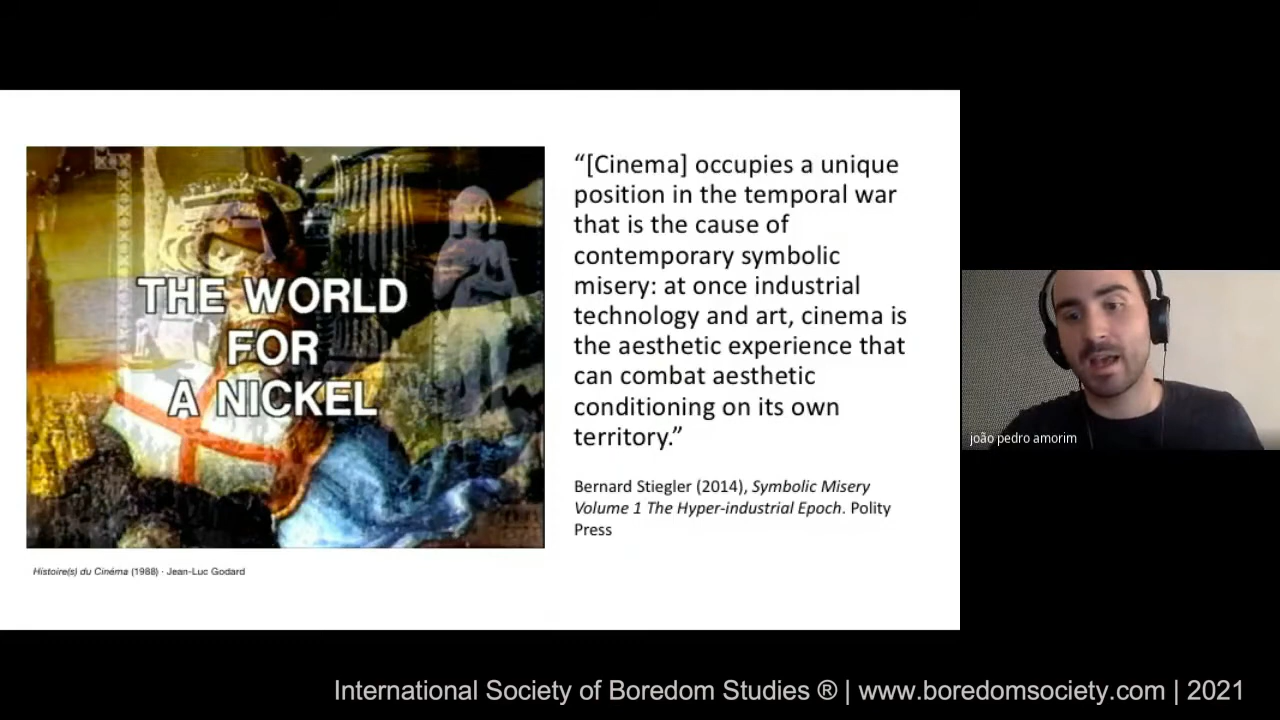 THE WORLD
FOR
A NICKEL
Histoire(s) du Cinéma (1988) · Jean-Luc Godard
“[Cinema] occupies a unique
position in the temporal war
that is the cause of
contemporary symbolic
misery: at once industrial
technology and art, cinema is
the aesthetic experience that
can combat aesthetic
conditioning on its own
territory.”
Bernard Stiegler (2014), Symbolic Misery
Volume 1 The Hyper-industrial Epoch. Polity
Press
joão pedro amorim
International Society of Boredom Studies ® | www.boredomsociety.com | 2021